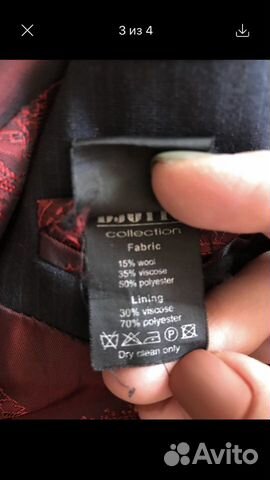 3 из 4
collection
Fabric
15% wool
35% viscose
50% polyester
Lining
30% viscose
70% polyester
P
Dry clean only
Avito